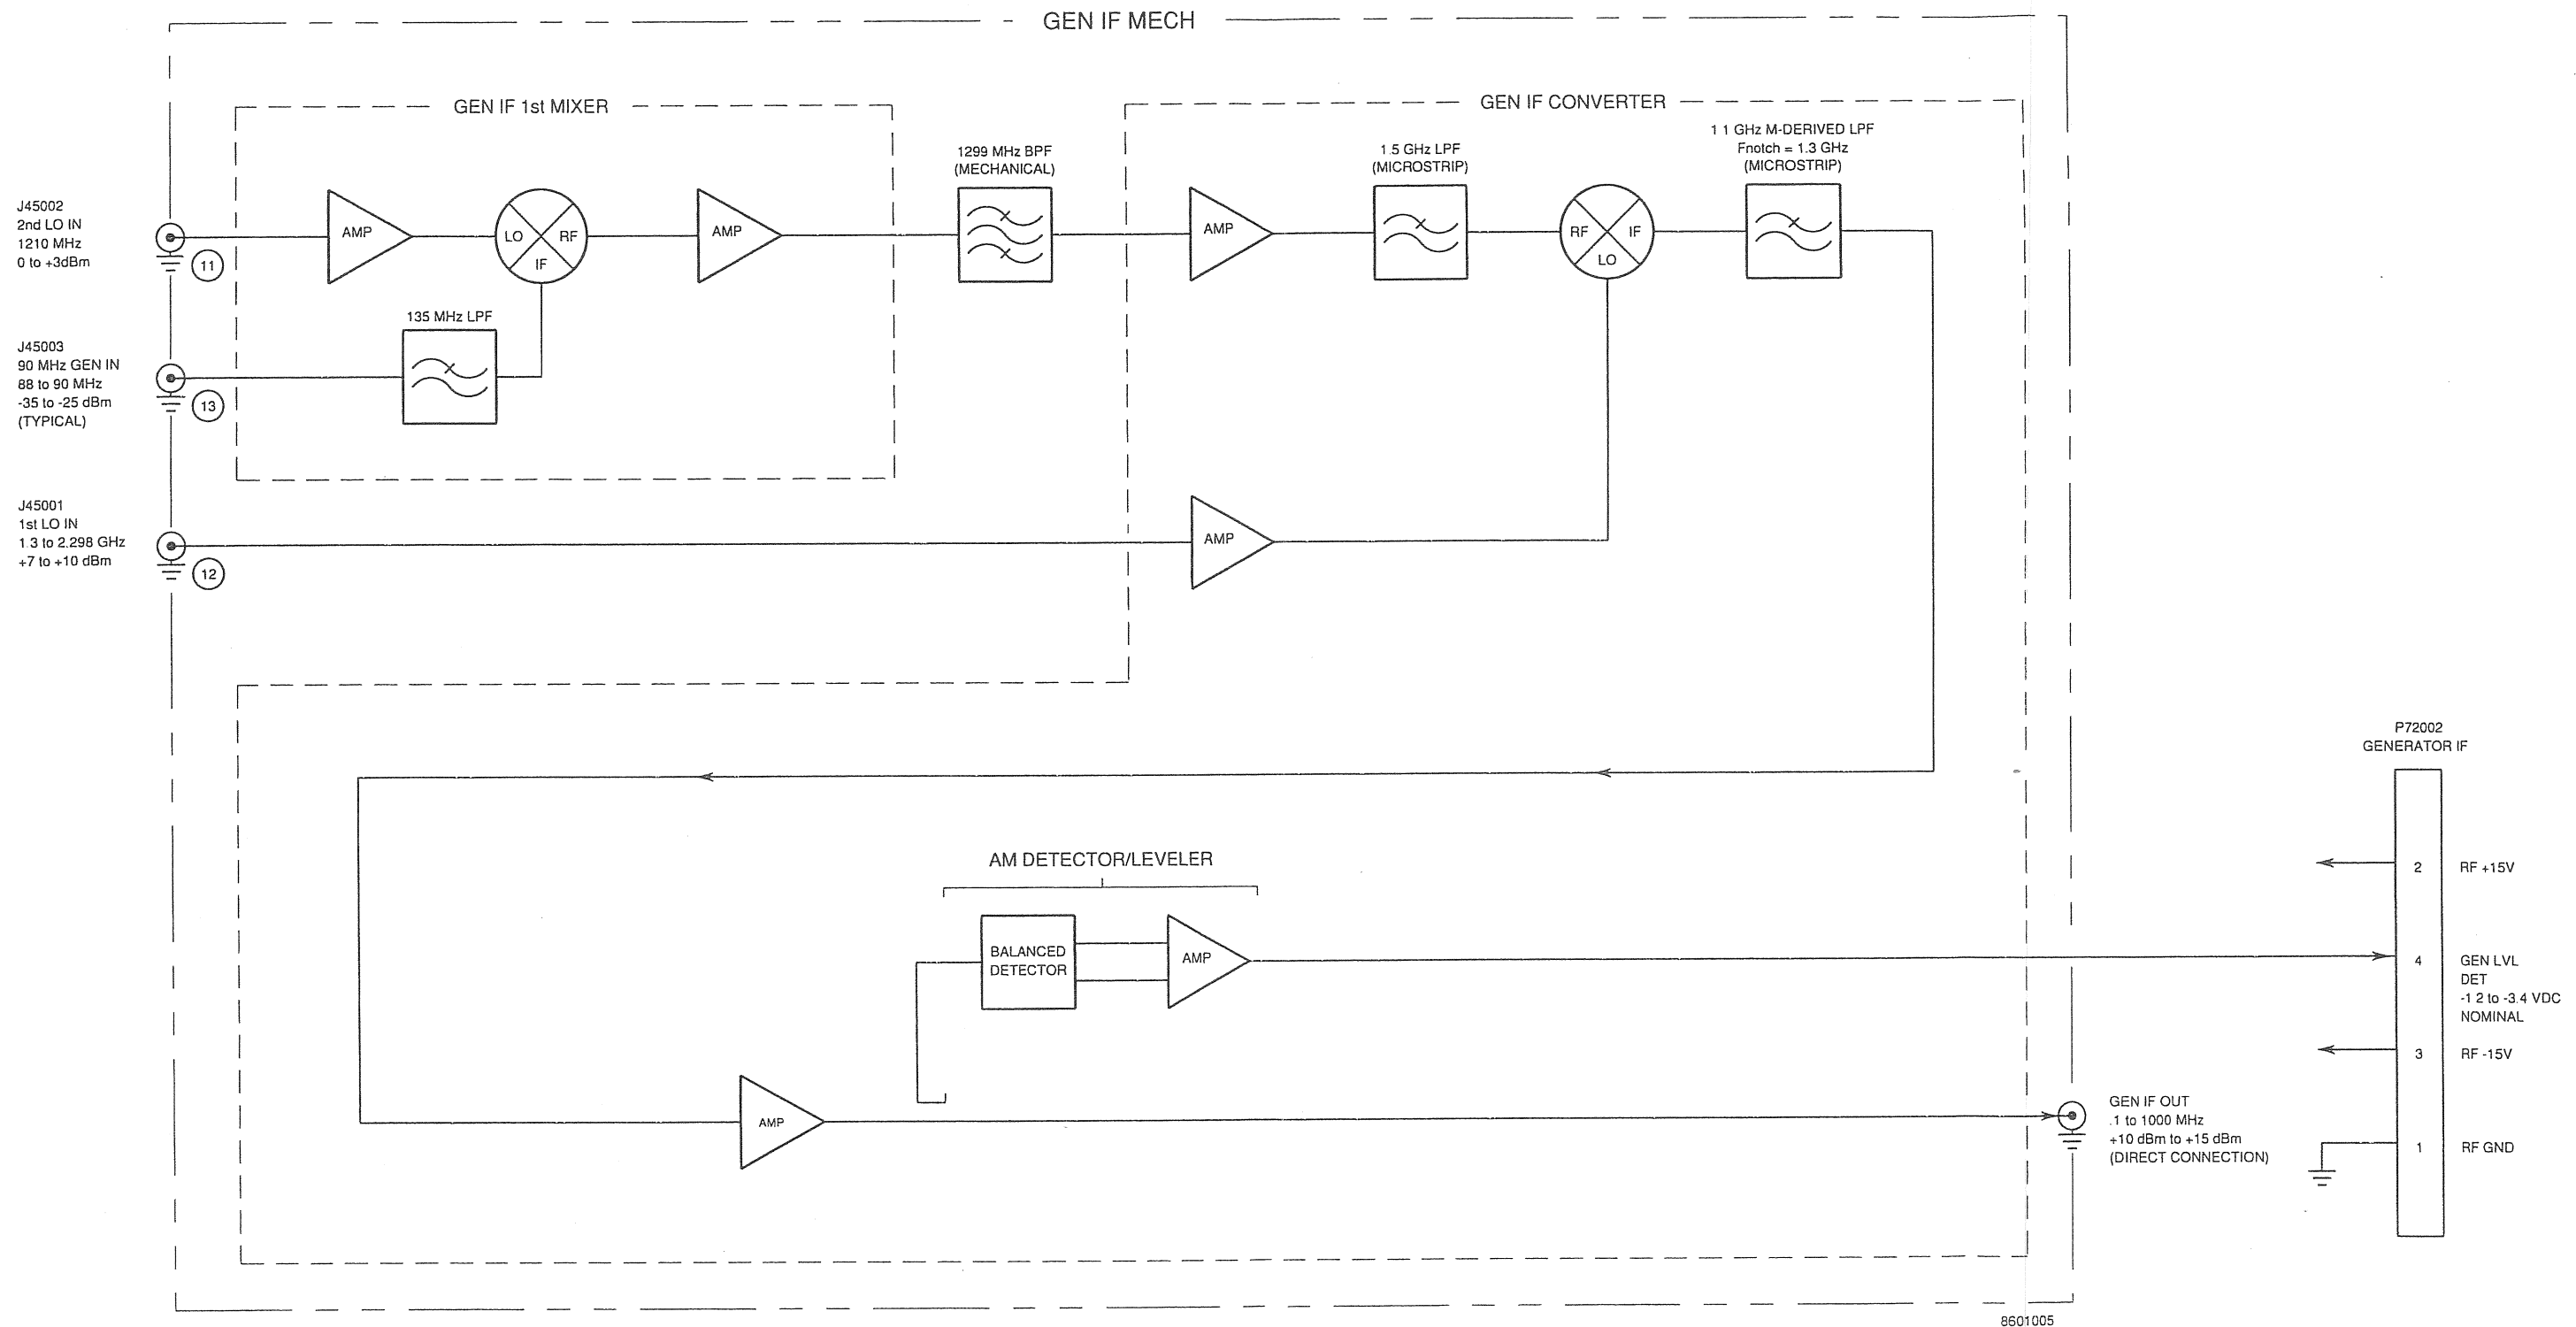 GEN IF MECH
GEN IF 1st MIXER
GEN IF CONVERTER
J45002
2nd LO IN
1210 MHz
0 to +3dBm
11
AMP
LO
RF
IF
AMP
1299 MHz BPF
(MECHANICAL)
AMP
1.5 GHz LPF
(MICROSTRIP)
RF
IF
LO
1 1 GHz M-DERIVED LPF
Fnotch = 1.3 GHz
(MICROSTRIP)
135 MHz LPF
J45003
90 MHz GEN IN
88 to 90 MHz
-35 to -25 dBm
(TYPICAL)
13
J45001
1st LO IN
1.3 to 2.298 GHz
+7 to +10 dBm
12
AMP
AM DETECTOR/LEVELER
BALANCED
DETECTOR
AMP
AMP
P72002
GENERATOR IF
2
RF +15V
4
GEN LVL
DET
-1 2 to -3.4 VDC
NOMINAL
3
RF -15V
1
RF GND
GEN IF OUT
.1 to 1000 MHz
+10 dBm to +15 dBm
(DIRECT CONNECTION)
8601005